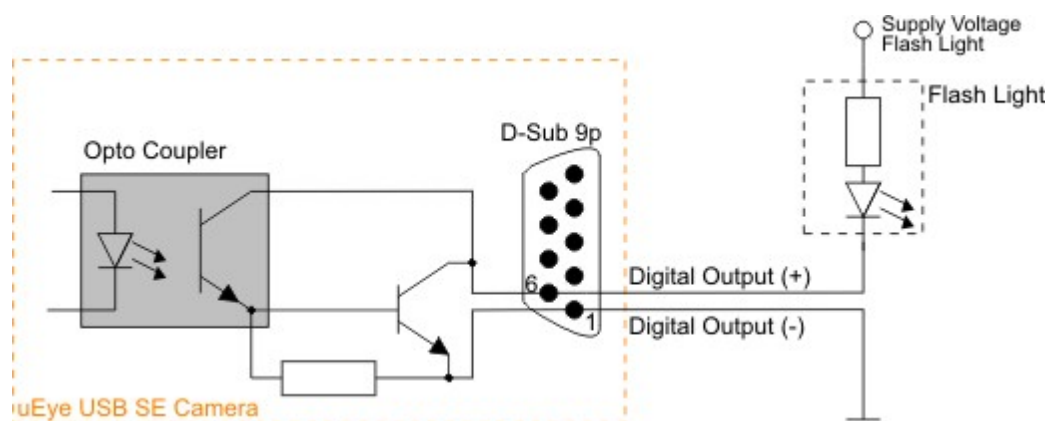 Supply Voltage
Flash Light
Flash Light
D-Sub 9p
Opto Coupler
6
Digital Output (+)
1
Digital Output (-)
uEye USB SE Camera